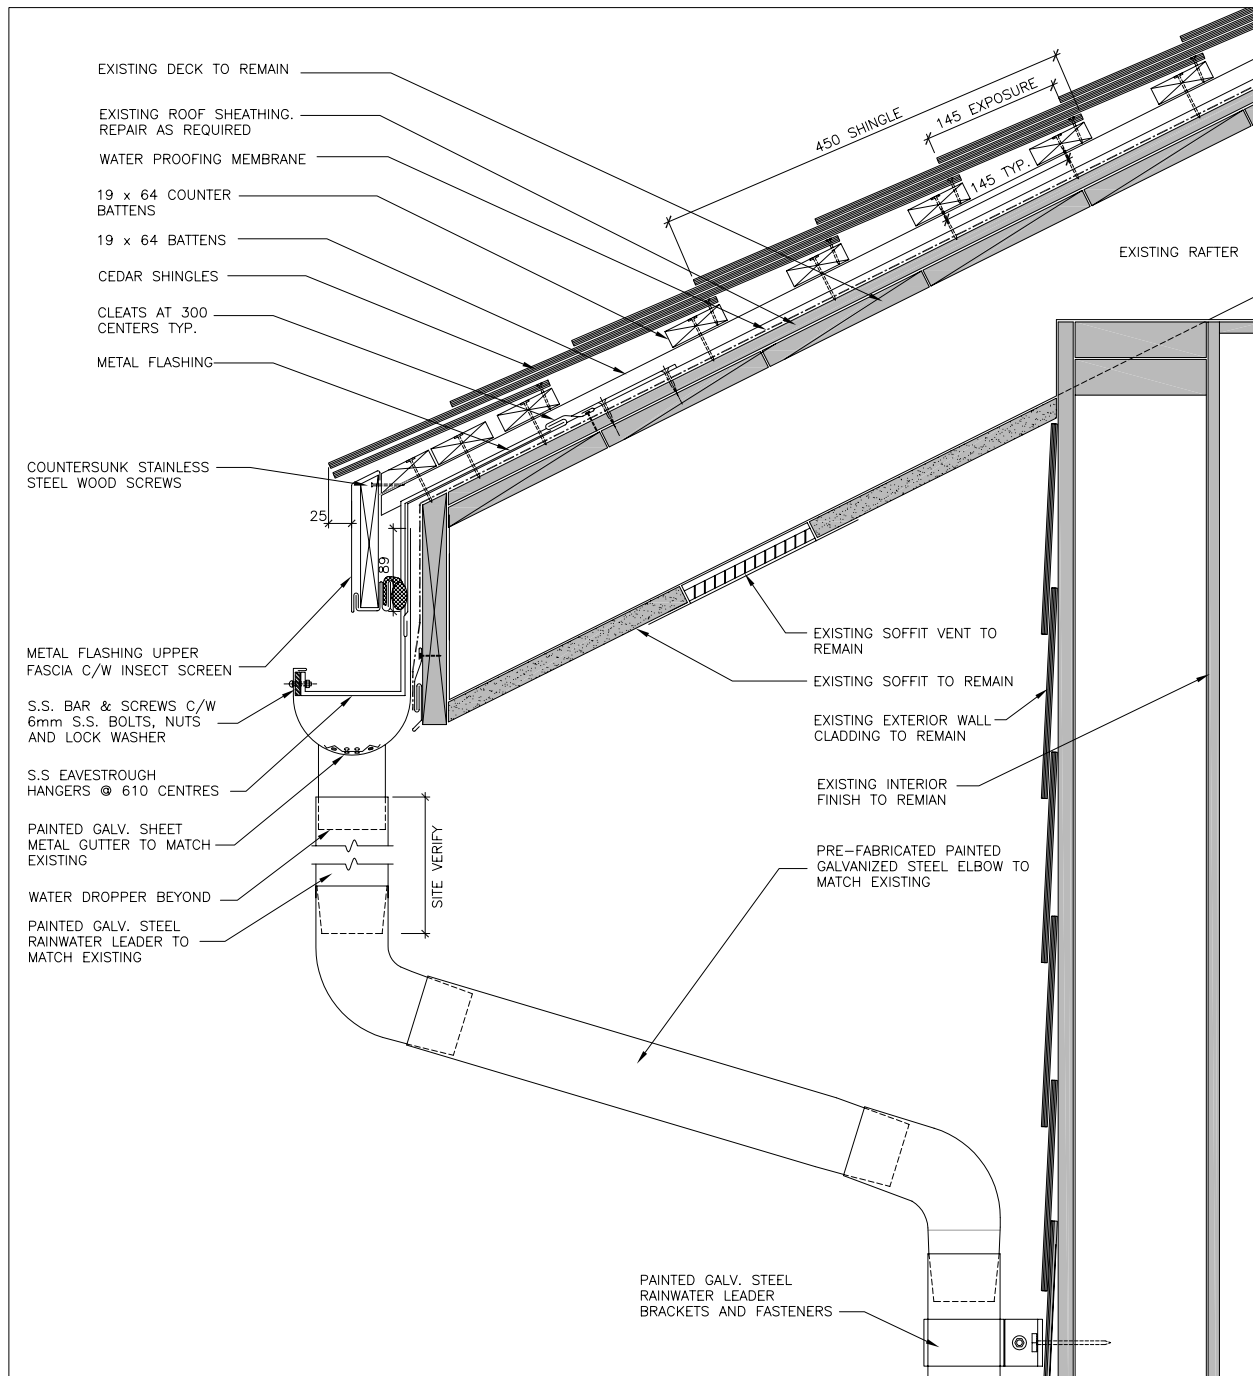 EXISTING DECK TO REMAIN
EXISTING ROOF SHEATHING.
REPAIR AS REQUIRED
WATER PROOFING MEMBRANE
19 x 64 COUNTER
BATTENS
19 x 64 BATTENS
CEDAR SHINGLES
CLEATS AT 300
CENTERS TYP.
METAL FLASHING
450 SHINGLE
145 EXPOSURE
145 TYP.
EXISTING RAFTER
COUNTERSUNK STAINLESS
STEEL WOOD SCREWS
25
89
METAL FLASHING UPPER
FASCIA C/W INSECT SCREEN
S.S. BAR & SCREWS C/W
6mm S.S. BOLTS, NUTS
AND LOCK WASHER
S.S EAVESTROUGH
HANGERS @ 610 CENTRES
PAINTED GALV. SHEET
METAL GUTTER TO MATCH
EXISTING
WATER DROPPER BEYOND
PAINTED GALV. STEEL
RAINWATER LEADER TO
MATCH EXISTING
SITE VERIFY
EXISTING SOFFIT VENT TO
REMAIN
EXISTING SOFFIT TO REMAIN
EXISTING EXTERIOR WALL
CLADDING TO REMAIN
EXISTING INTERIOR
FINISH TO REMIAN
PRE-FABRICATED PAINTED
GALVANIZED STEEL ELBOW TO
MATCH EXISTING
PAINTED GALV. STEEL
RAINWATER LEADER
BRACKETS AND FASTENERS